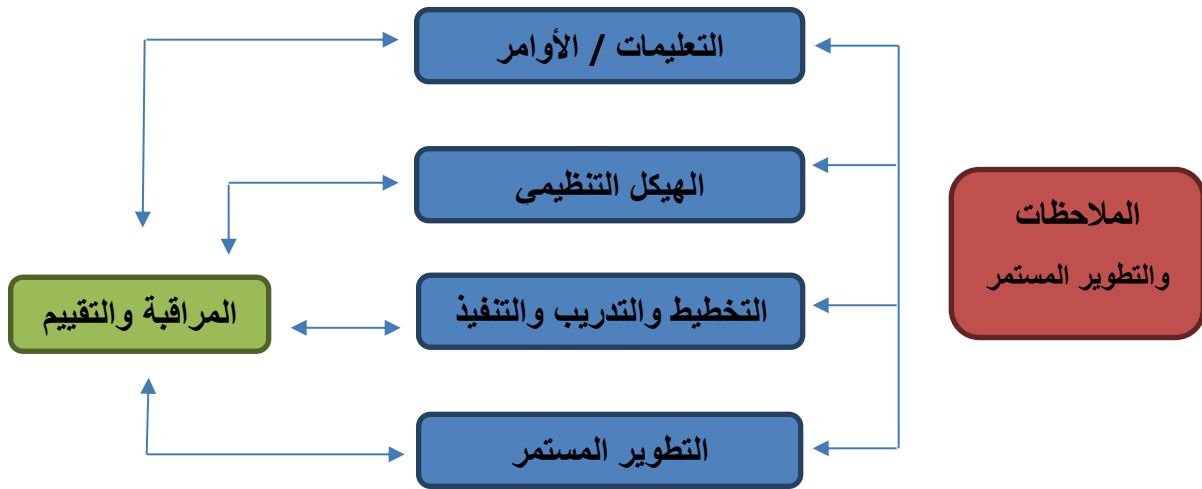 التعليمات / الأوامر
الهيكل التنظيمى
الملاحظات
والتطوير المستمر
التخطيط والتدريب والتنفيذ
المراقبة والتقييم
التطوير المستمر